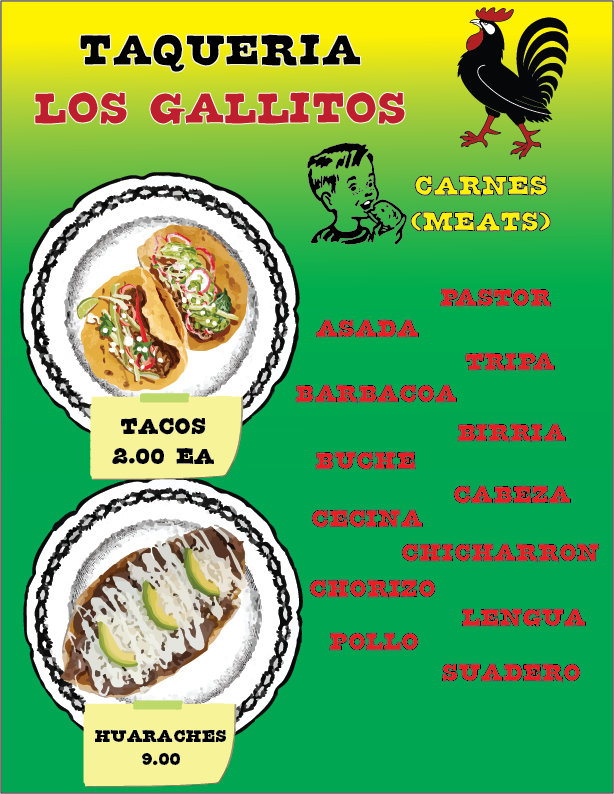 TAQUERIA
LOS GALLITOS
CARNES
(MEATS)
PASTOR
ASADA
TRIPA
BARBACOA
BIRRIA
BUCHE
CABEZA
CECINA
CHICHARRON
CHORIZO
LENGUA
POLLO
SUADERO
TACOS
2.00 EA
HUARACHES
9.00